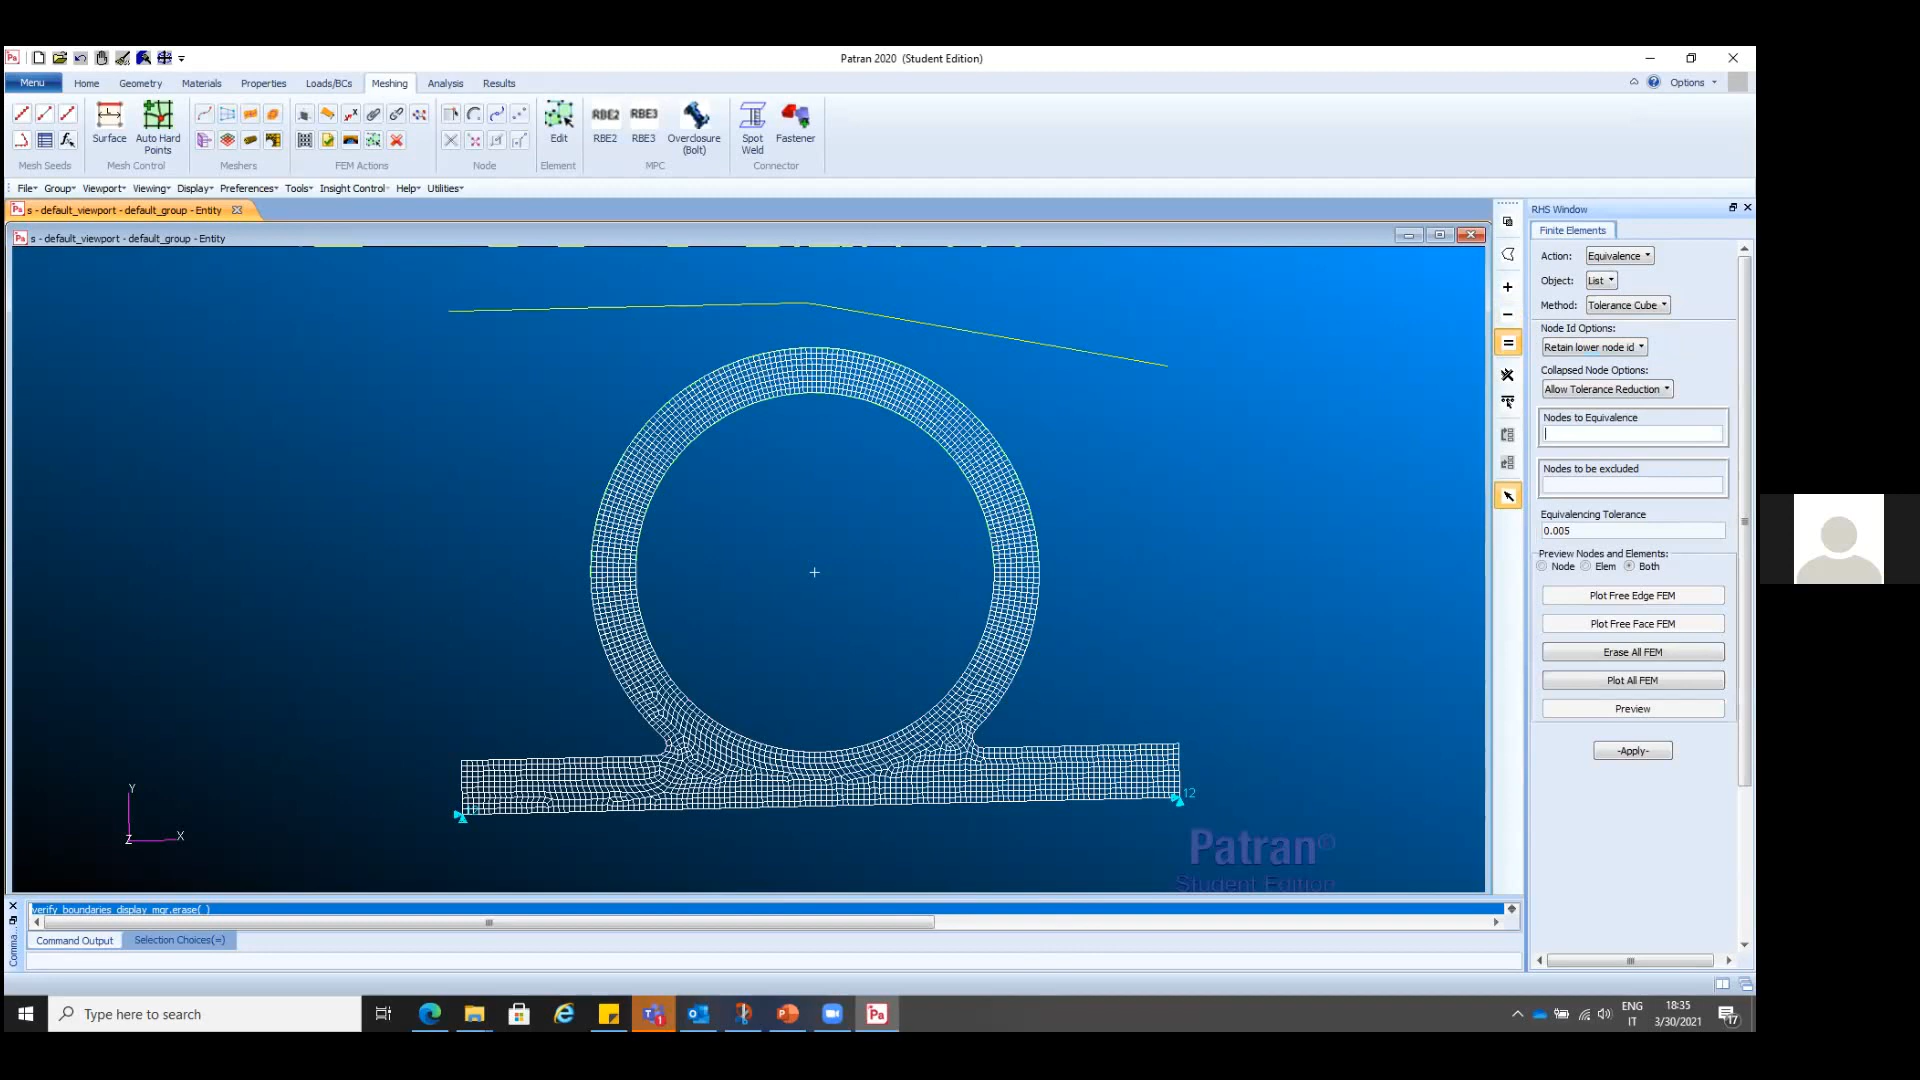 Patran 2020 (Student Edition)
Menu Home Geometry Materials Properties Loads/BCs Meshing Analysis Results
Options
Surface Auto Hard Points Edit RBE2 RBE3 RBE2 RBE3 Overclosure (Bolt) Spot Weld Fastener
Mesh Seeds Mesh Control Meshers FEM Actions Node Element MPC Connector
File Group Viewport Viewing Display Preferences Tools Insight Control Help Utilities
s - default_viewport - default_group - Entity
s - default_viewport - default_group - Entity
12
Y
X
Z
Patran
Student Edition
RHS Window
Finite Elements
Action: Equivalence
Object: List
Method: Tolerance Cube
Node Id Options:
Retain lower node id
Collapsed Node Options:
Allow Tolerance Reduction
Nodes to Equivalence
Nodes to be excluded
Equivalencing Tolerance
0.005
Preview Nodes and Elements:
Node Elem Both
Plot Free Edge FEM
Plot Free Face FEM
Erase All FEM
Plot All FEM
Preview
-Apply-
verify_boundaries_display_mgr.erase( )
Comma...
Command Output Selection Choices(=)
Type here to search
ENG
IT
18:35
3/30/2021
17